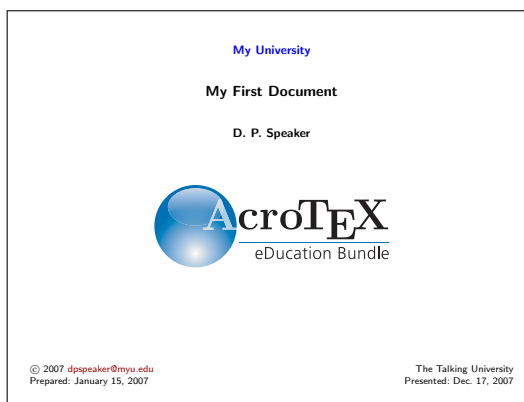 My University
My First Document
D. P. Speaker
AcroTEX
eDucation Bundle
© 2007 dpspeaker@myu.edu
The Talking University
Prepared: January 15, 2007
Presented: Dec. 17, 2007